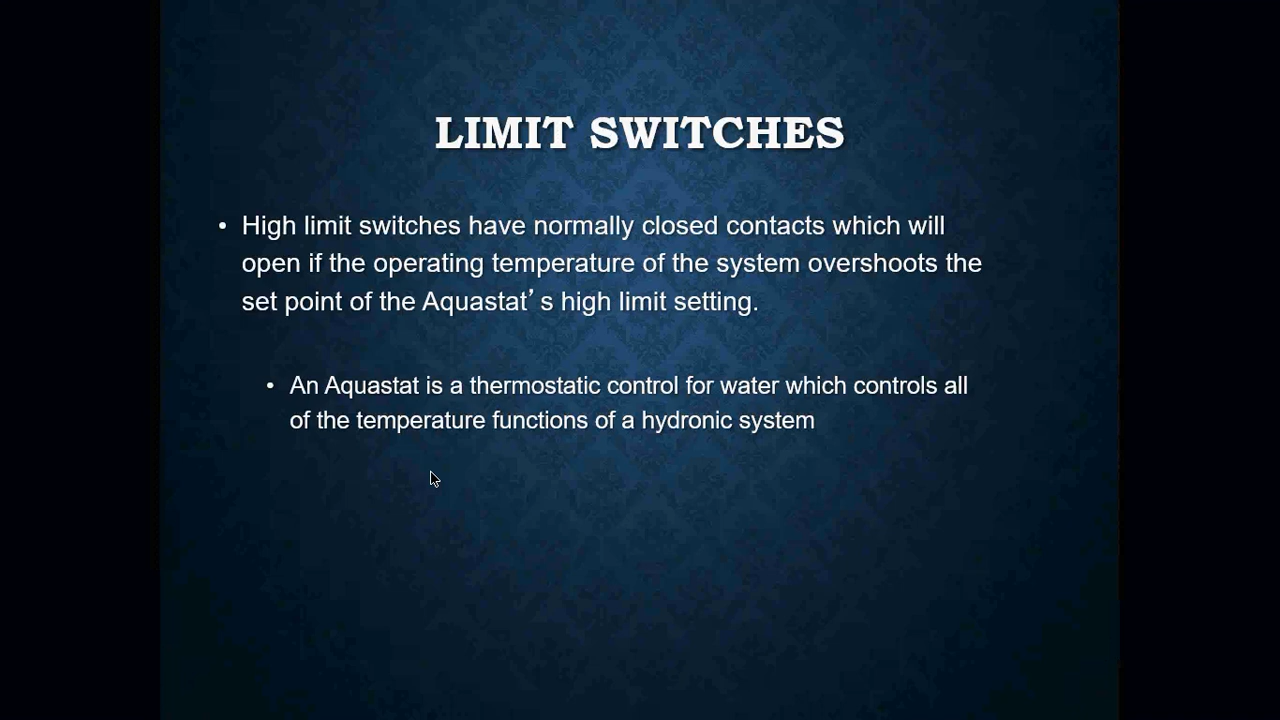 LIMIT SWITCHES
• High limit switches have normally closed contacts which will
open if the operating temperature of the system overshoots the
set point of the Aquastat’s high limit setting.
• An Aquastat is a thermostatic control for water which controls all
of the temperature functions of a hydronic system